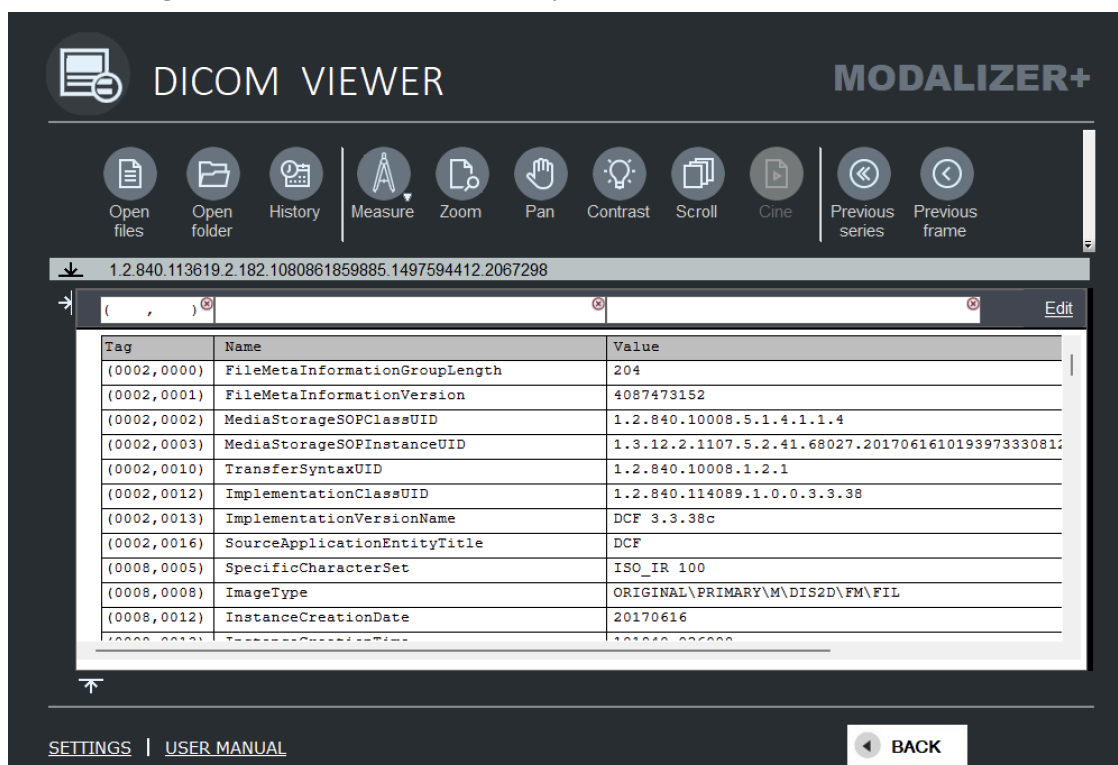 DICOM VIEWER
MODALIZER+
Open files
Open folder
History
Measure
Zoom
Pan
Contrast
Scroll
Cine
Previous series
Previous frame
1.2.840.113619.2.182.1080861859885.1497594412.2067298
( , )
Edit
Tag Name Value
(0002,0000) FileMetaInformationGroupLength 204
(0002,0001) FileMetaInformationVersion 4087473152
(0002,0002) MediaStorageSOPClassUID 1.2.840.10008.5.1.4.1.1.4
(0002,0003) MediaStorageSOPInstanceUID 1.3.12.2.1107.5.2.41.68027.2017061610193973330812
(0002,0010) TransferSyntaxUID 1.2.840.10008.1.2.1
(0002,0012) ImplementationClassUID 1.2.840.114089.1.0.0.3.3.38
(0002,0013) ImplementationVersionName DCF 3.3.38c
(0002,0016) SourceApplicationEntityTitle DCF
(0008,0005) SpecificCharacterSet ISO_IR 100
(0008,0008) ImageType ORIGINAL\PRIMARY\M\DIS2D\FM\FIL
(0008,0012) InstanceCreationDate 20170616
SETTINGS | USER MANUAL
BACK